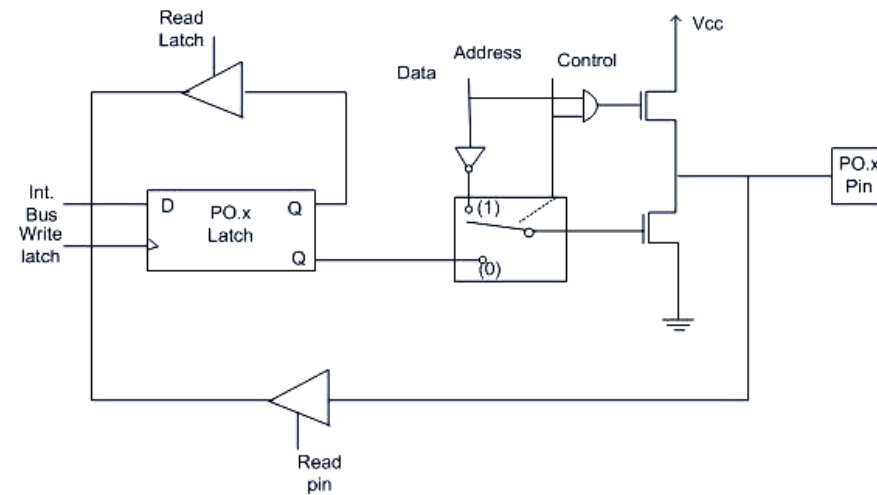 Read
Latch
Address
Data
Control
Vcc
Int.
Bus
Write
latch
D
PO.x
Latch
Q
Q
(1)
(0)
PO.x
Pin
Read
pin